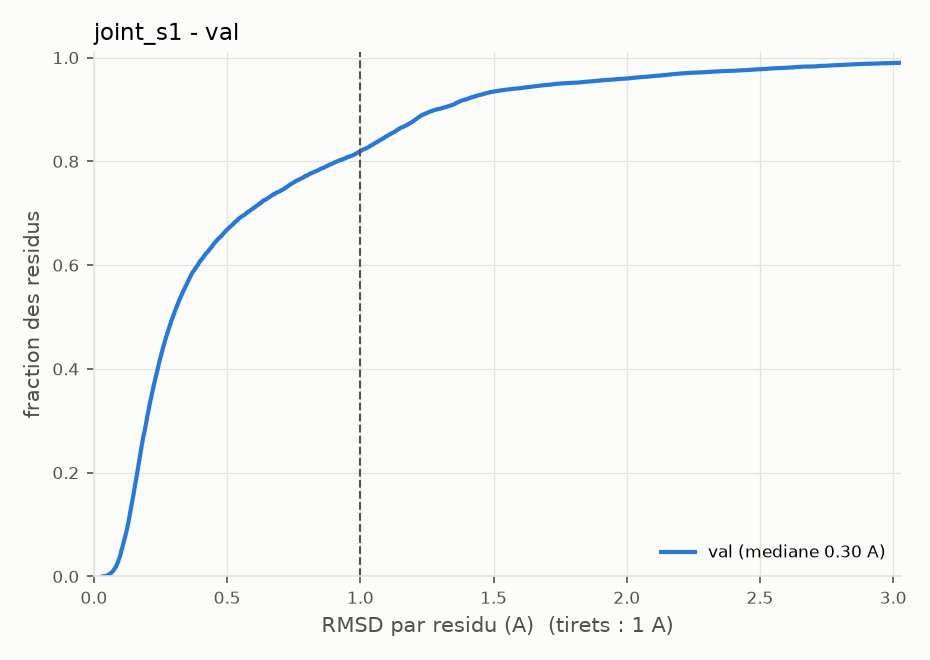 joint_s1 - val
1.0
0.8
0.6
0.4
0.2
0.0
fraction des residus
0.0 0.5 1.0 1.5 2.0 2.5 3.0
RMSD par residu (A)  (tirets : 1 A)
val (mediane 0.30 A)